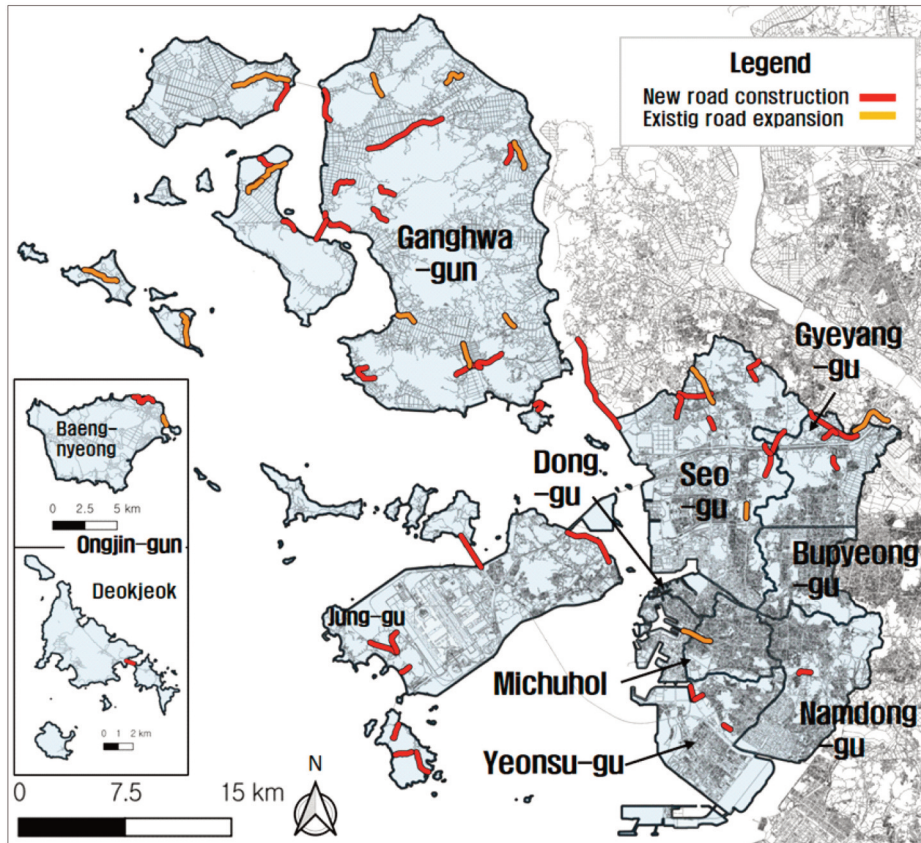 Legend
New road construction
Existig road expansion
Ganghwa
-gun
Gyeyang
-gu
Baeng-
nyeong
0 2.5 5 km
Ongjin-gun
Deokjeok
0 1 2 km
Dong
-gu
Seo
-gu
Bupyeong
-gu
Jung-gu
Michuhol
Namdong
-gu
Yeonsu-gu
N
0 7.5 15 km